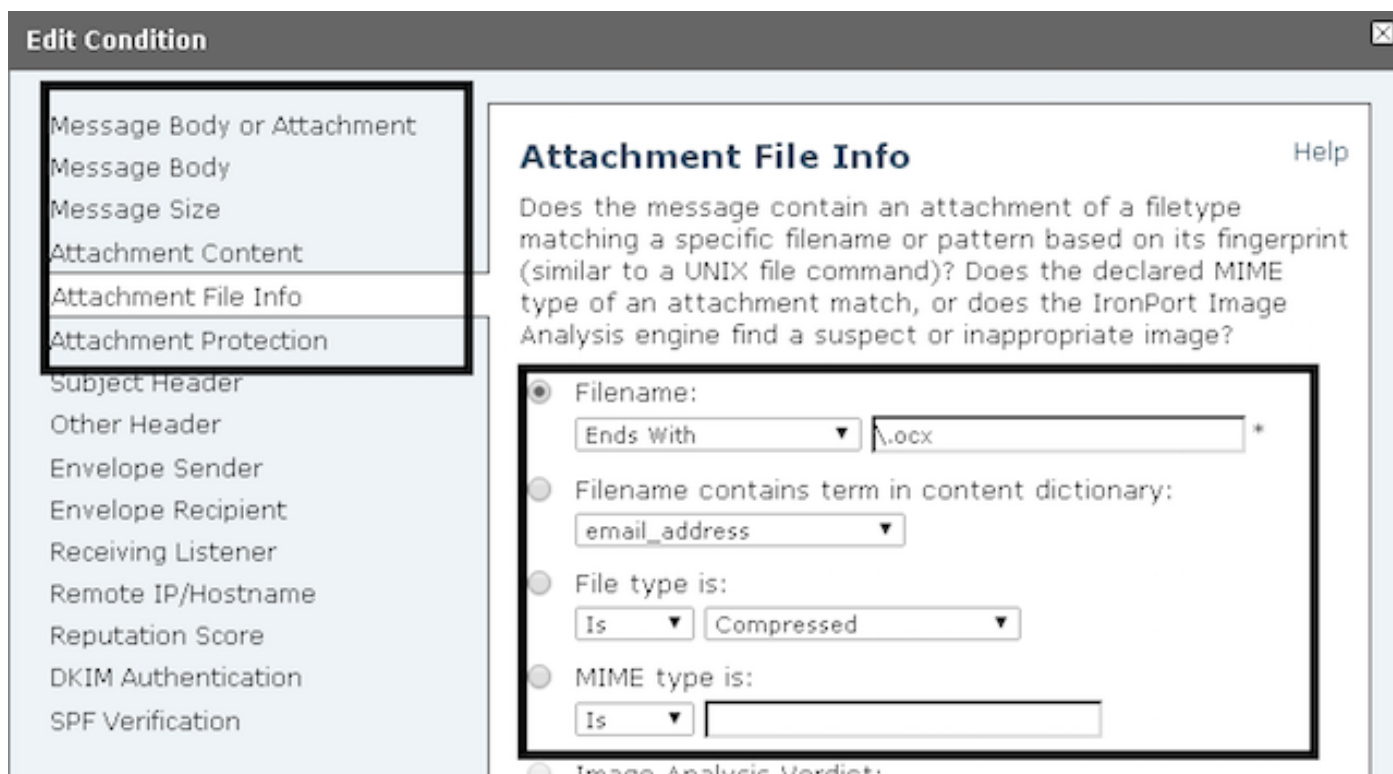 Edit Condition
Message Body or Attachment
Message Body
Message Size
Attachment Content
Attachment File Info
Attachment Protection
Subject Header
Other Header
Envelope Sender
Envelope Recipient
Receiving Listener
Remote IP/Hostname
Reputation Score
DKIM Authentication
SPF Verification
Attachment File Info
Help
Does the message contain an attachment of a filetype
matching a specific filename or pattern based on its fingerprint
(similar to a UNIX file command)? Does the declared MIME
type of an attachment match, or does the IronPort Image
Analysis engine find a suspect or inappropriate image?
Filename:
Ends With \.ocx *
Filename contains term in content dictionary:
email_address
File type is:
Is Compressed
MIME type is:
Is
Image Analysis Verdict: